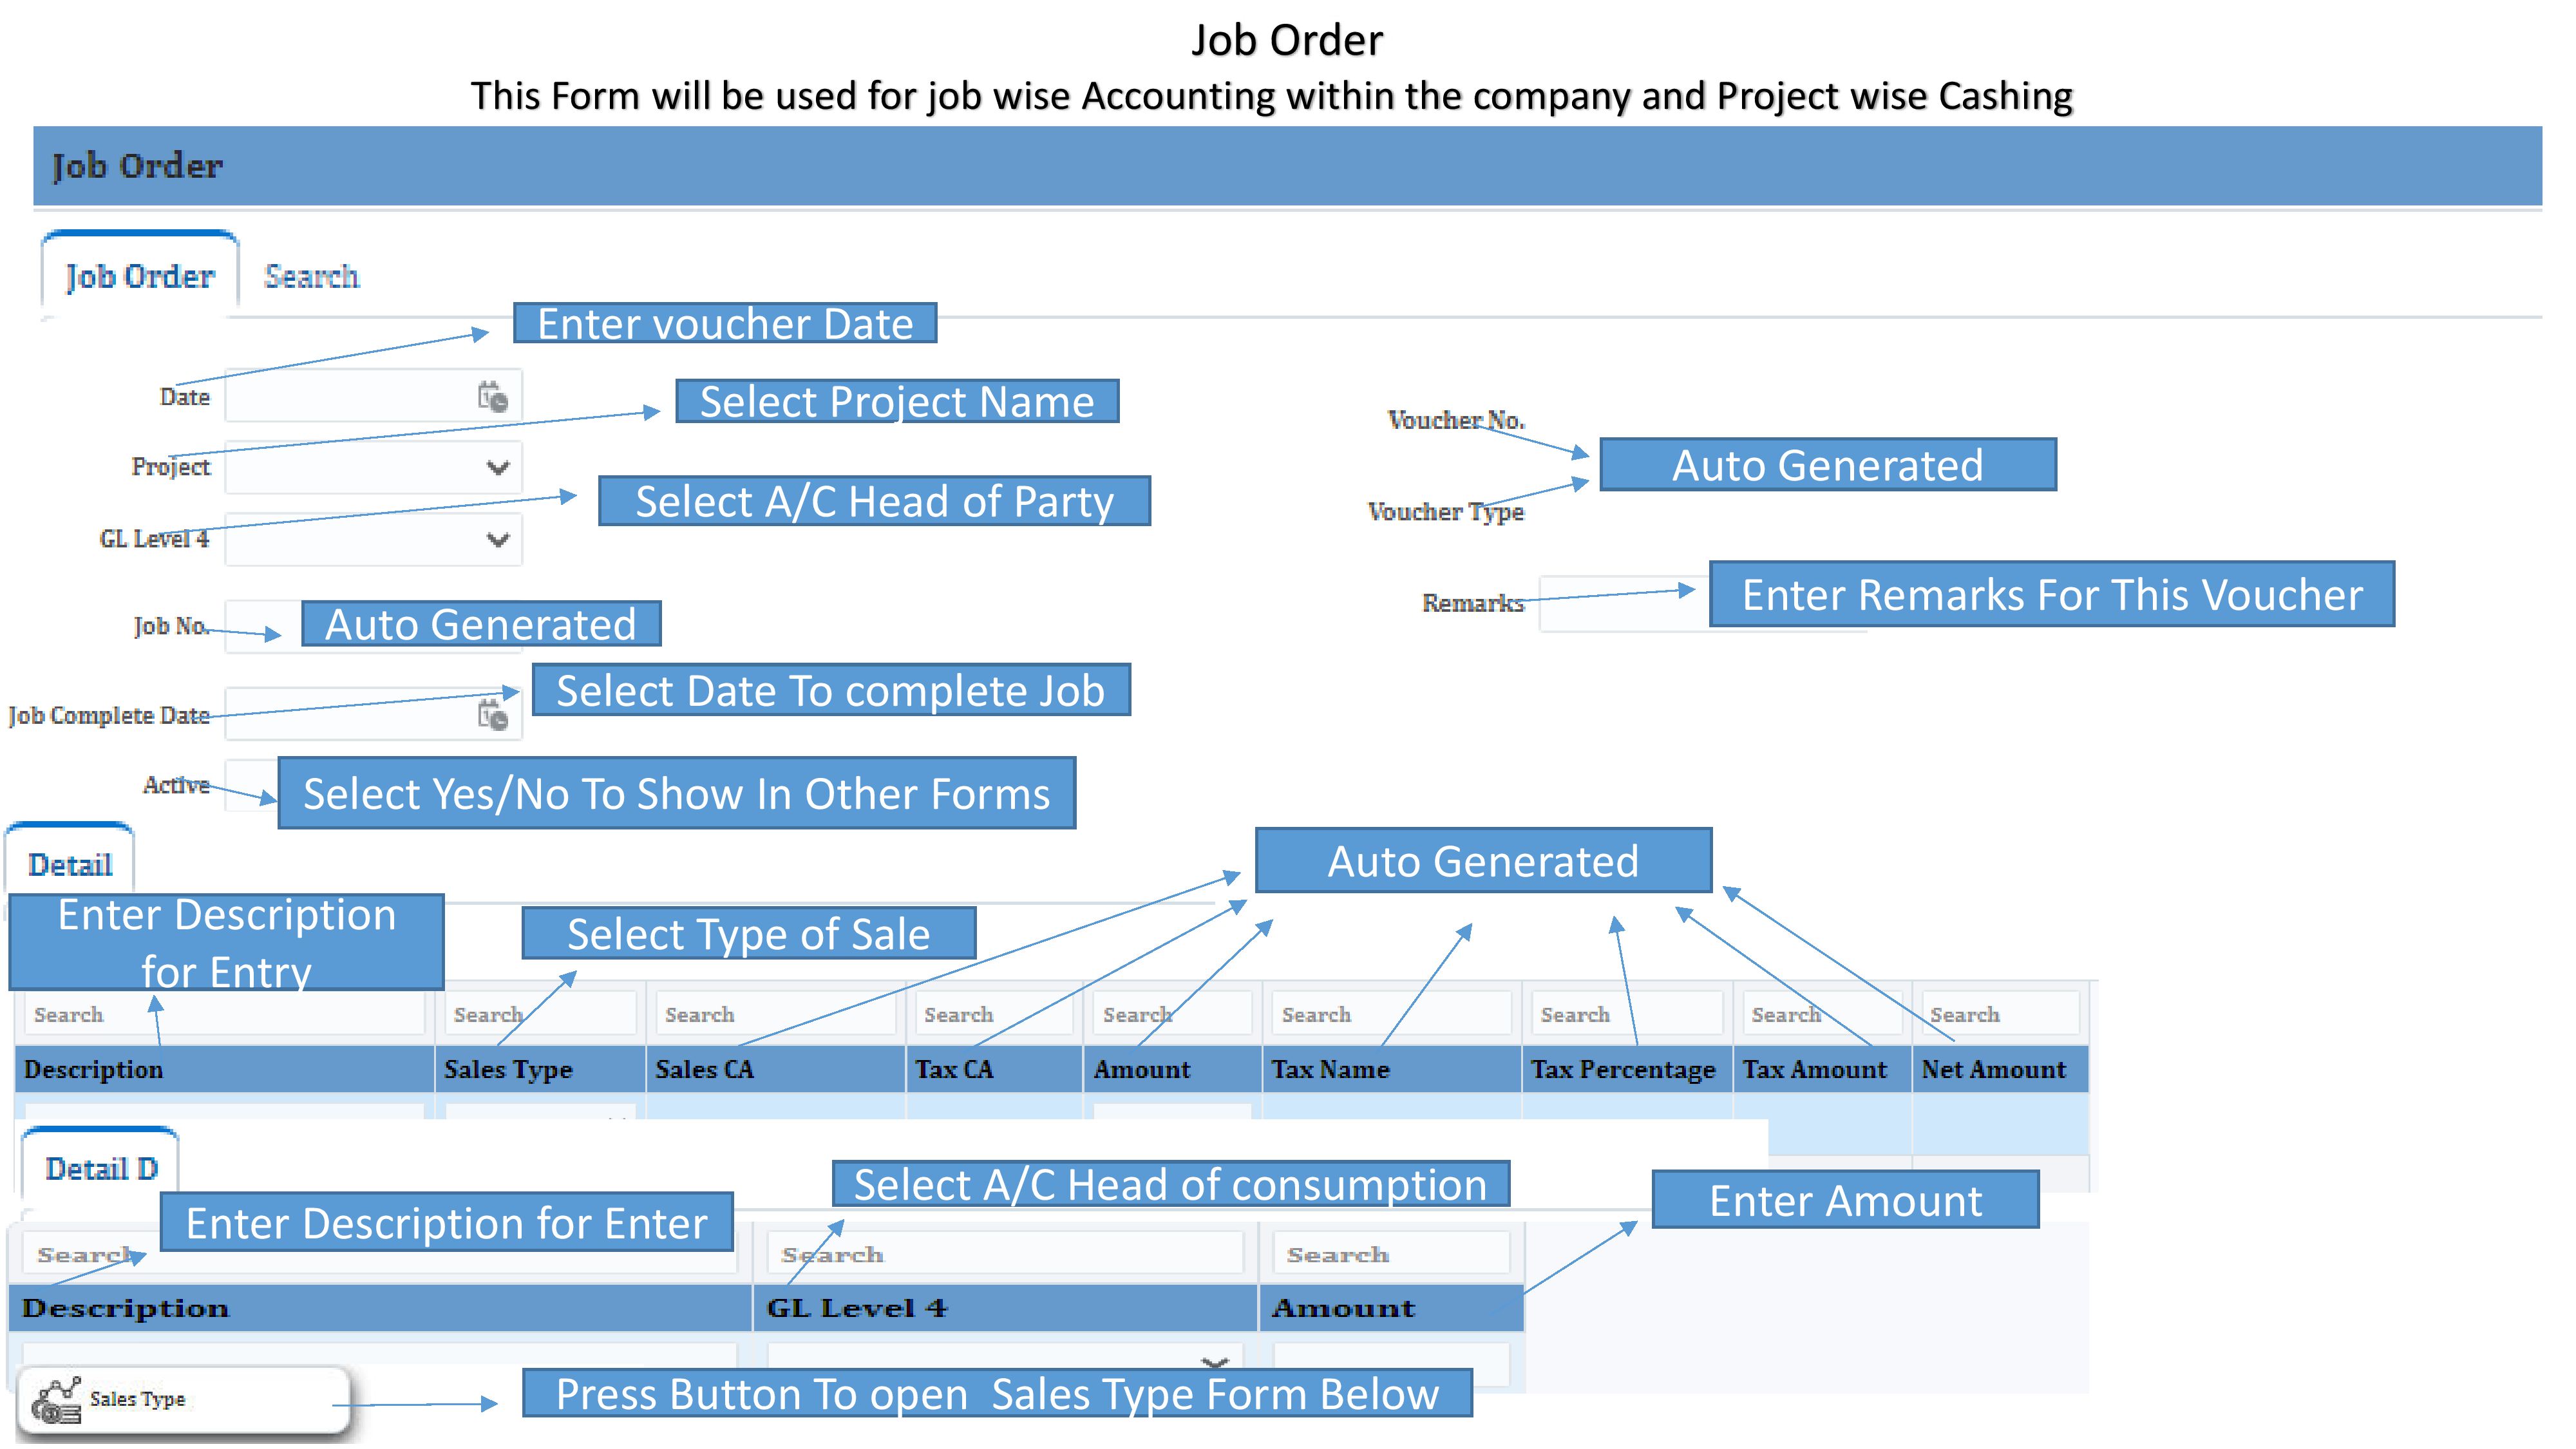 Job Order
This Form will be used for job wise Accounting within the company and Project wise Cashing
Job Order
Job Order
Search
Enter voucher Date
Date
Select Project Name
Project
Select A/C Head of Party
GL Level 4
Job No.
Auto Generated
Select Date To complete Job
Job Complete Date
Active
Select Yes/No To Show In Other Forms
Voucher No.
Auto Generated
Voucher Type
Remarks
Enter Remarks For This Voucher
Detail
Auto Generated
Enter Description
for Entry
Select Type of Sale
Search Search Search Search Search Search Search Search Search
Description Sales Type Sales CA Tax CA Amount Tax Name Tax Percentage Tax Amount Net Amount
Detail D
Enter Description for Enter
Select A/C Head of consumption
Enter Amount
Search Search Search
Description GL Level 4 Amount
Sales Type
Press Button To open  Sales Type Form Below